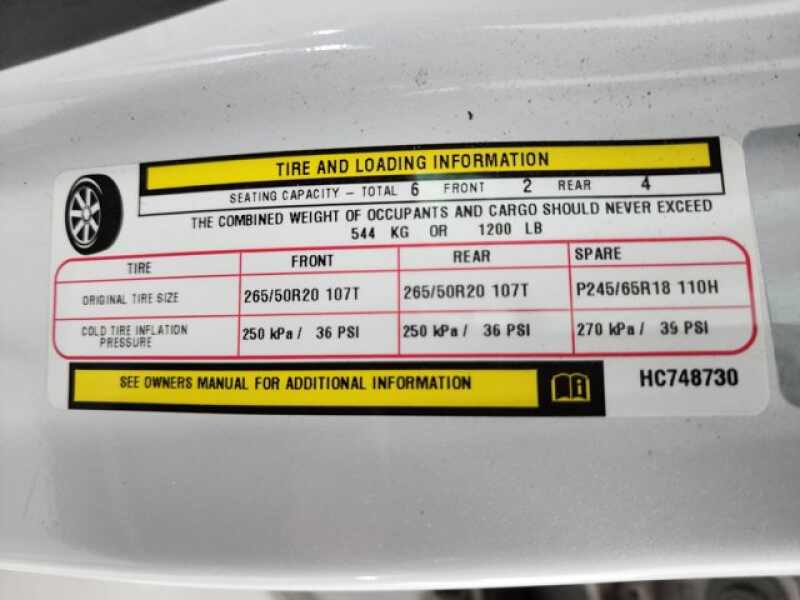 TIRE AND LOADING INFORMATION
SEATING CAPACITY – TOTAL 6 FRONT 2 REAR 4
THE COMBINED WEIGHT OF OCCUPANTS AND CARGO SHOULD NEVER EXCEED
544 KG OR 1200 LB
TIRE FRONT REAR SPARE
ORIGINAL TIRE SIZE 265/50R20 107T 265/50R20 107T P245/65R18 110H
COLD TIRE INFLATION
PRESSURE 250 kPa / 36 PSI 250 kPa / 36 PSI 270 kPa / 39 PSI
SEE OWNERS MANUAL FOR ADDITIONAL INFORMATION
HC748730